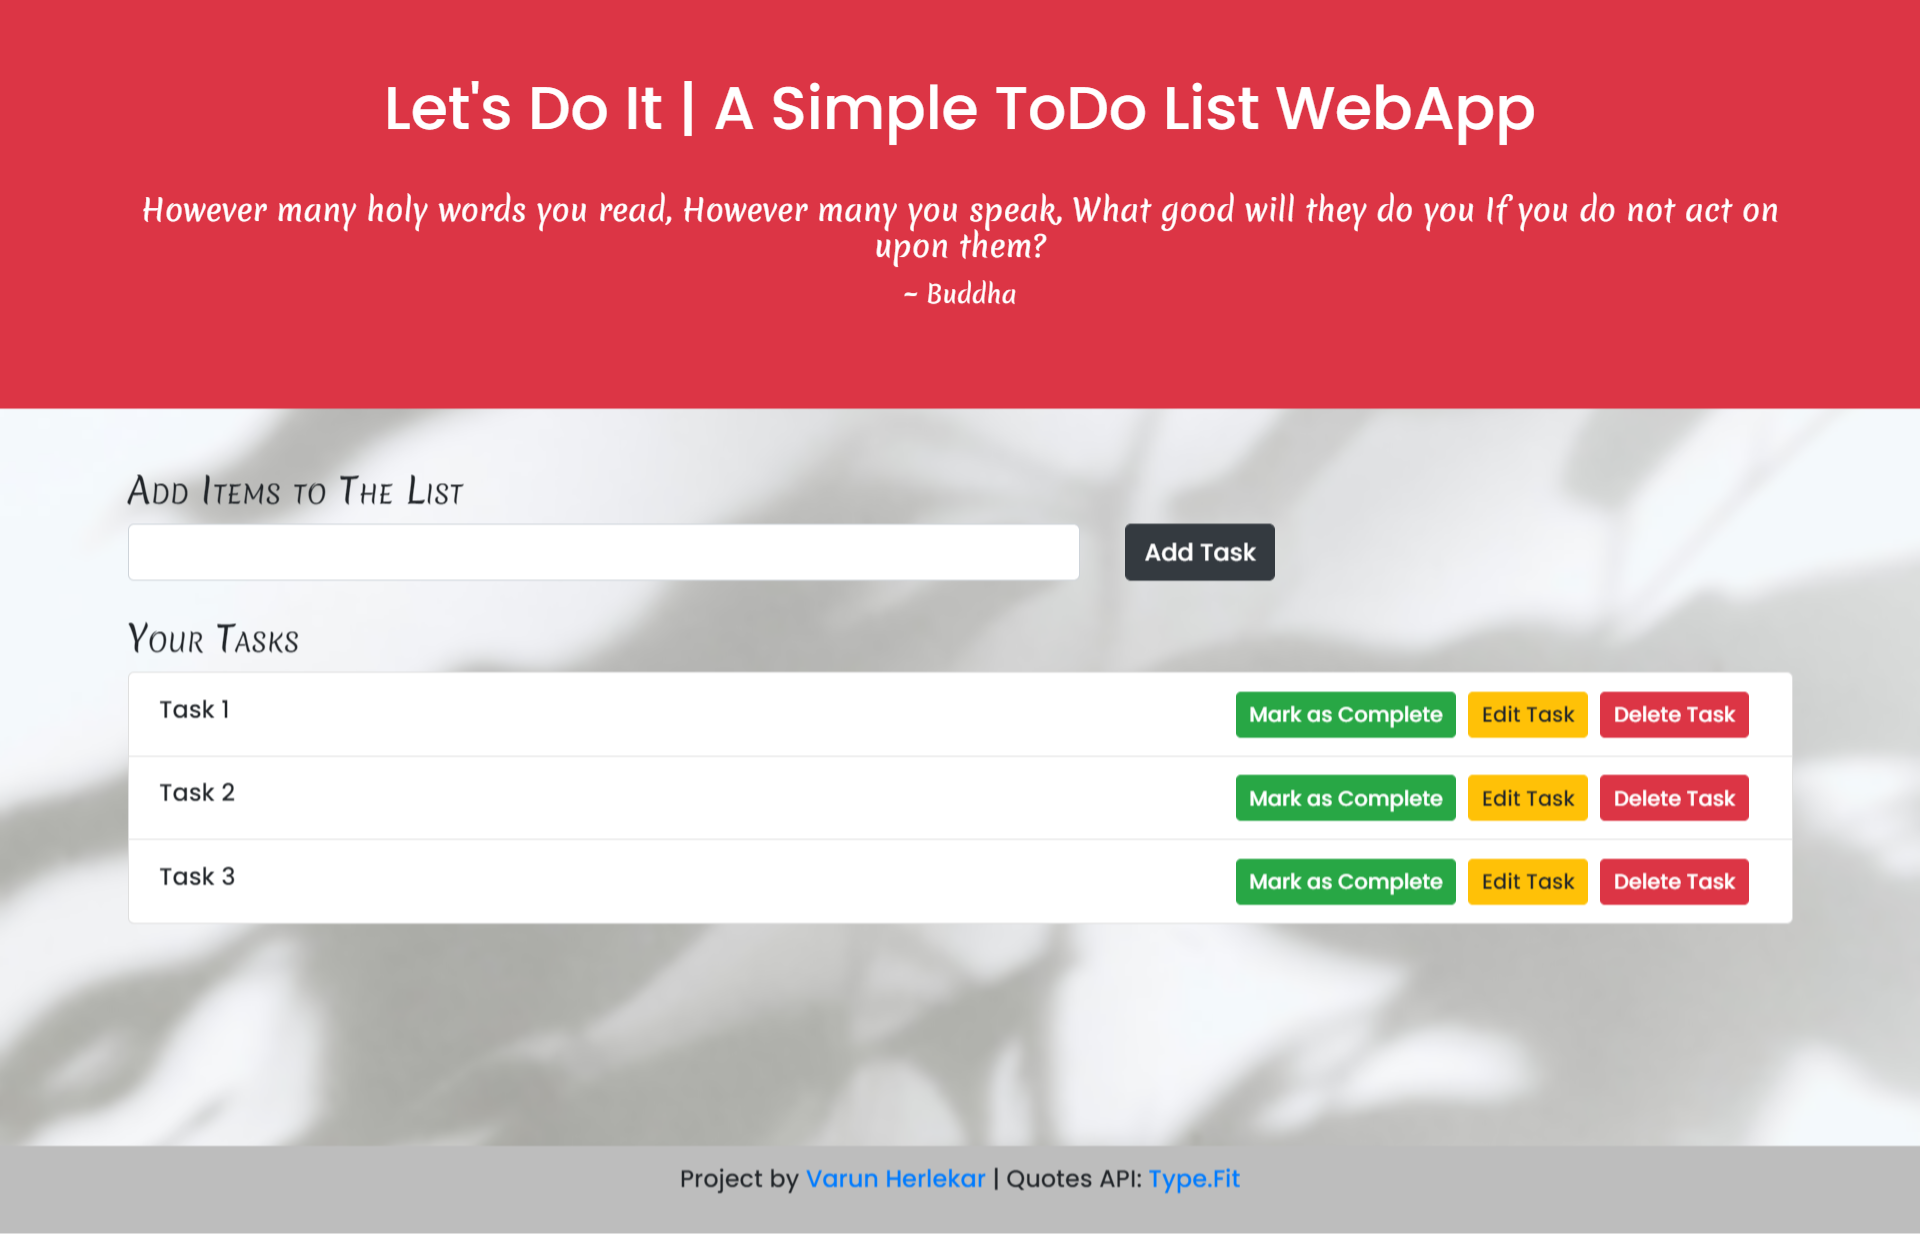 Let's Do It | A Simple ToDo List WebApp
However many holy words you read, However many you speak, What good will they do you If you do not act on
upon them?
~ Buddha
Add Items to The List
Add Task
Your Tasks
Task 1 Mark as Complete Edit Task Delete Task
Task 2 Mark as Complete Edit Task Delete Task
Task 3 Mark as Complete Edit Task Delete Task
Project by Varun Herlekar | Quotes API: Type.Fit